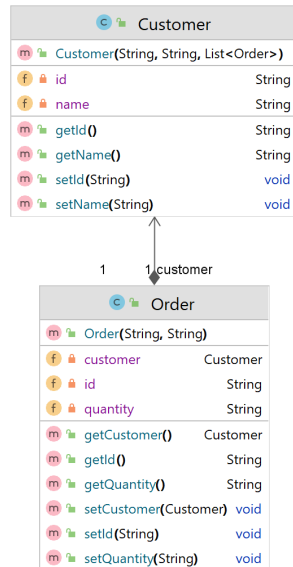 C Customer
m Customer(String, String, List<Order>)
f id String
f name String
m getId() String
m getName() String
m setId(String) void
m setName(String) void
1 1 customer
C Order
m Order(String, String)
f customer Customer
f id String
f quantity String
m getCustomer() Customer
m getId() String
m getQuantity() String
m setCustomer(Customer) void
m setId(String) void
m setQuantity(String) void